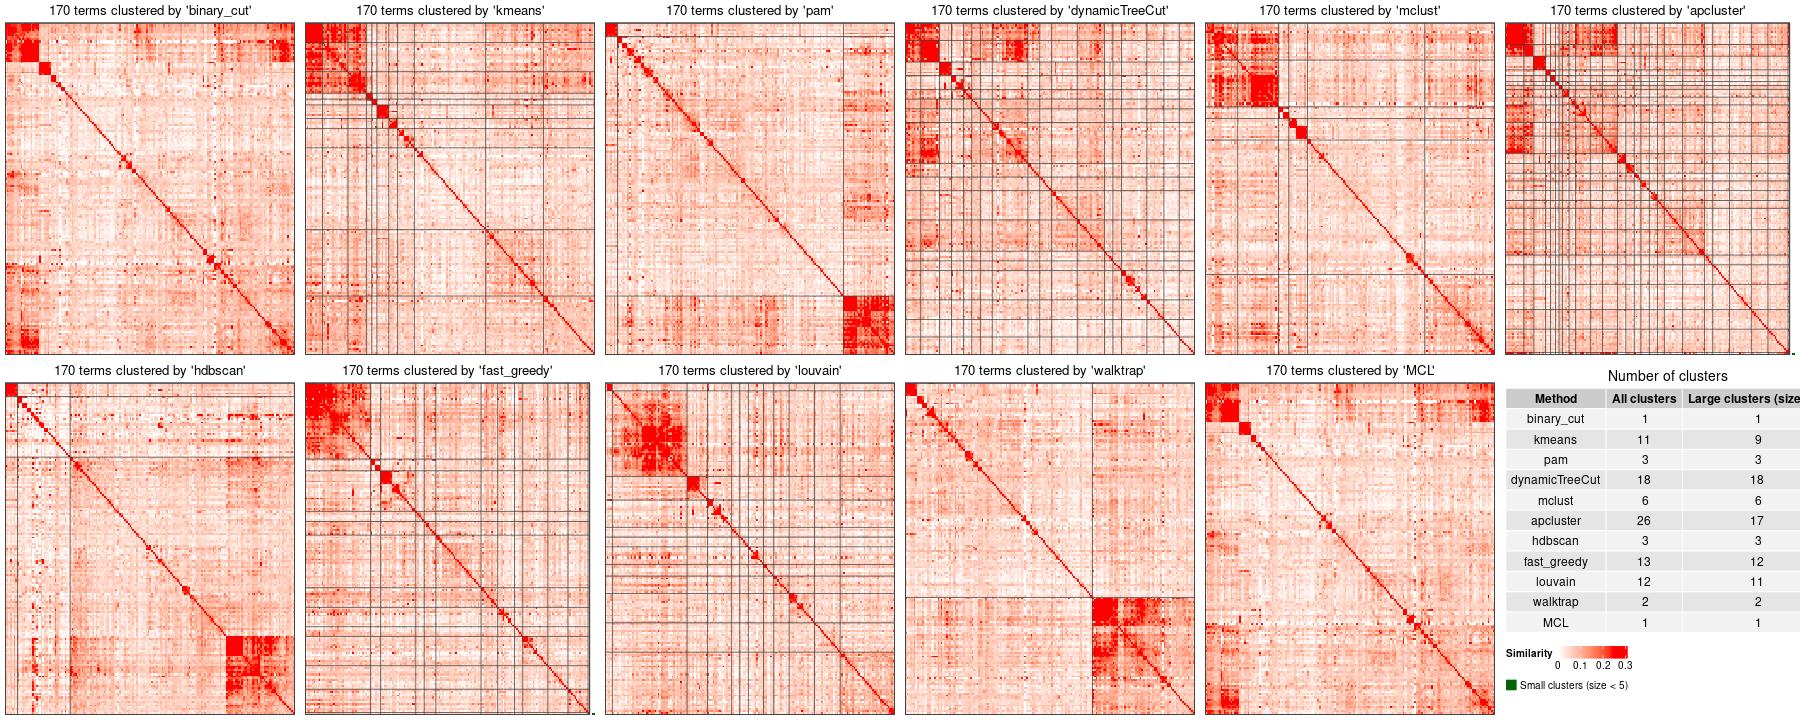 170 terms clustered by 'binary_cut'
170 terms clustered by 'kmeans'
170 terms clustered by 'pam'
170 terms clustered by 'dynamicTreeCut'
170 terms clustered by 'mclust'
170 terms clustered by 'apcluster'
170 terms clustered by 'hdbscan'
170 terms clustered by 'fast_greedy'
170 terms clustered by 'louvain'
170 terms clustered by 'walktrap'
170 terms clustered by 'MCL'
Number of clusters
Method All clusters Large clusters (size
binary_cut 1 1
kmeans 11 9
pam 3 3
dynamicTreeCut 18 18
mclust 6 6
apcluster 26 17
hdbscan 3 3
fast_greedy 13 12
louvain 12 11
walktrap 2 2
MCL 1 1
Similarity
0 0.1 0.2 0.3
Small clusters (size < 5)